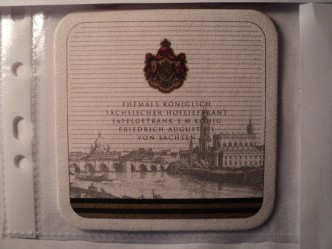 EHEMALS KÖNIGLICH
SÄCHSISCHER HOFLIEFERANT
TAFELGETRÄNK S.M. KÖNIG
FRIEDRICH AUGUST III
VON SACHSEN